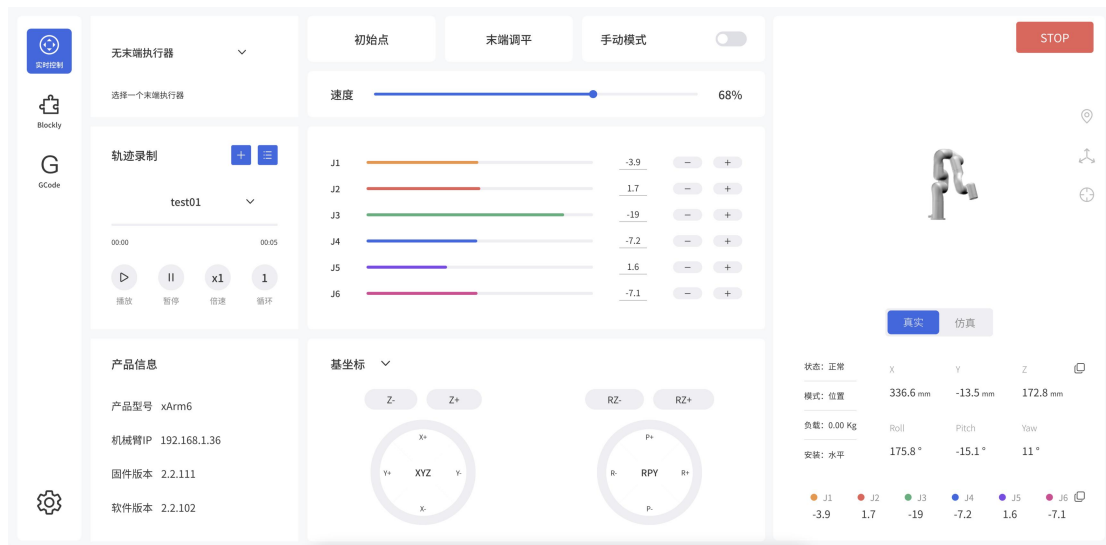 实时控制
Blockly
G
GCode
无末端执行器
选择一个末端执行器
轨迹录制
+
test01
00:00 00:05
x1 1
播放 暂停 倍速 循环
产品信息
产品型号 xArm6
机械臂IP 192.168.1.36
固件版本 2.2.111
软件版本 2.2.102
初始点 末端调平 手动模式
速度 68%
J1 -3.9 - +
J2 1.7 - +
J3 -19 - +
J4 -7.2 - +
J5 1.6 - +
J6 -7.1 - +
基坐标
Z- Z+ RZ- RZ+
X+ P+
Y+ XYZ Y- R- RPY R+
X- P-
STOP
真实 仿真
状态：正常
模式：位置
负载：0.00 Kg
安装：水平
X Y Z
336.6 mm -13.5 mm 172.8 mm
Roll Pitch Yaw
175.8 ° -15.1 ° 11 °
J1 J2 J3 J4 J5 J6
-3.9 1.7 -19 -7.2 1.6 -7.1